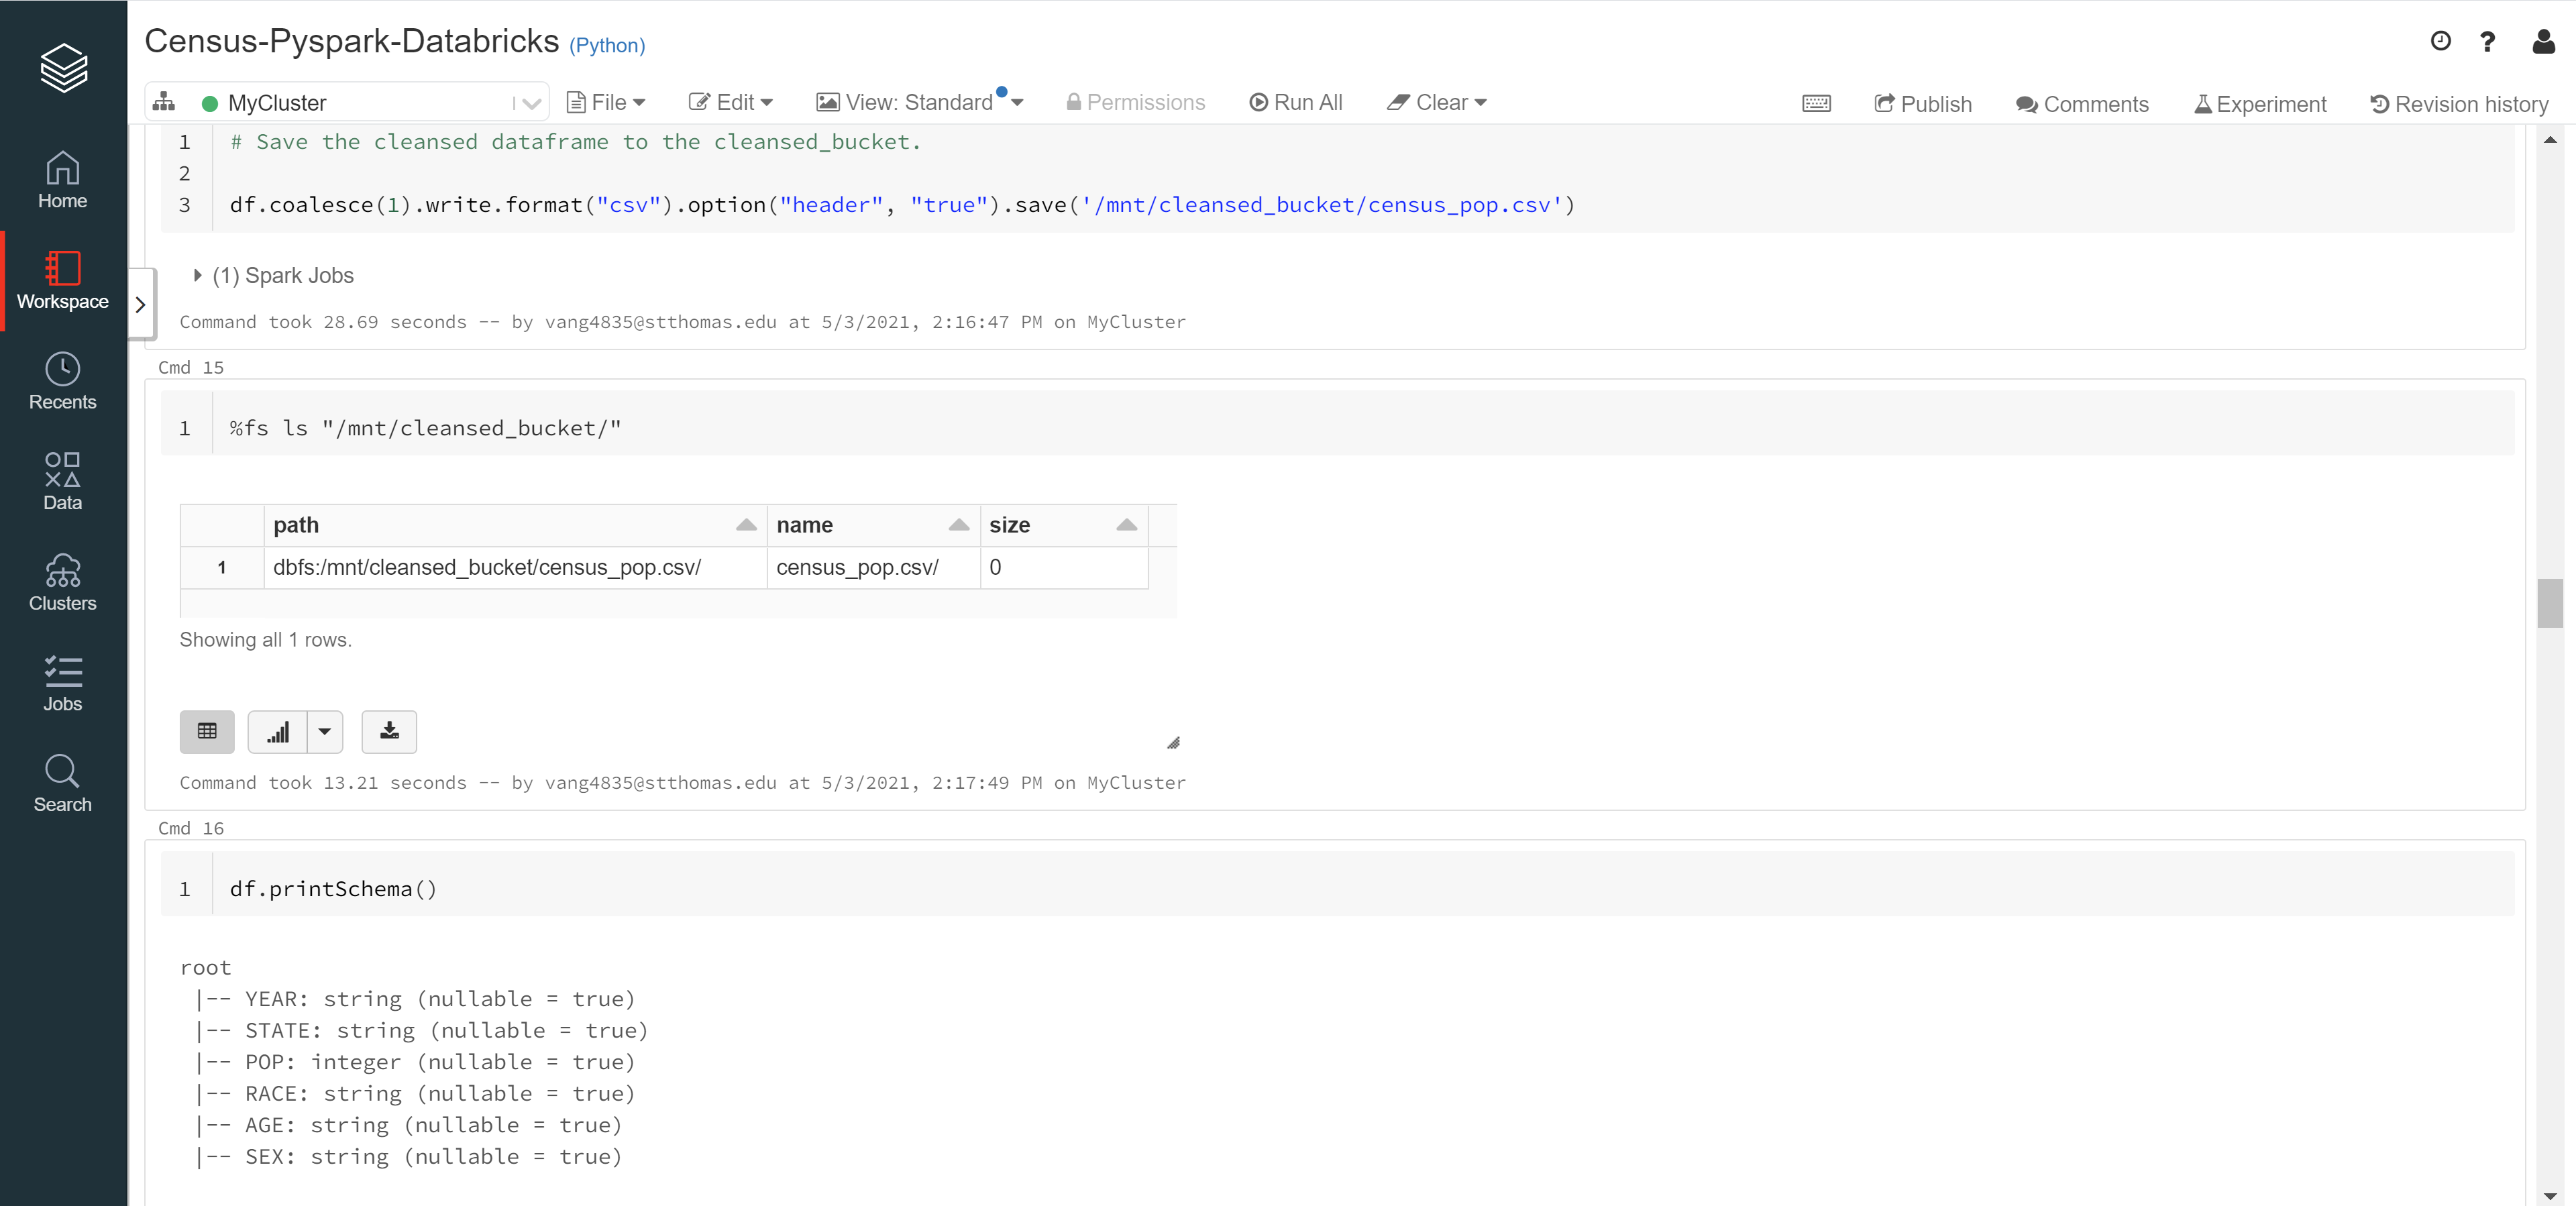 Census-Pyspark-Databricks (Python)
MyCluster
File
Edit
View: Standard
Permissions
Run All
Clear
Publish
Comments
Experiment
Revision history
Home
Workspace
Recents
Data
Clusters
Jobs
Search
1 # Save the cleansed dataframe to the cleansed_bucket.
2
3 df.coalesce(1).write.format("csv").option("header", "true").save('/mnt/cleansed_bucket/census_pop.csv')
(1) Spark Jobs
Command took 28.69 seconds -- by vang4835@stthomas.edu at 5/3/2021, 2:16:47 PM on MyCluster
Cmd 15
1 %fs ls "/mnt/cleansed_bucket/"
path name size
1 dbfs:/mnt/cleansed_bucket/census_pop.csv/ census_pop.csv/ 0
Showing all 1 rows.
Command took 13.21 seconds -- by vang4835@stthomas.edu at 5/3/2021, 2:17:49 PM on MyCluster
Cmd 16
1 df.printSchema()
root
|-- YEAR: string (nullable = true)
|-- STATE: string (nullable = true)
|-- POP: integer (nullable = true)
|-- RACE: string (nullable = true)
|-- AGE: string (nullable = true)
|-- SEX: string (nullable = true)